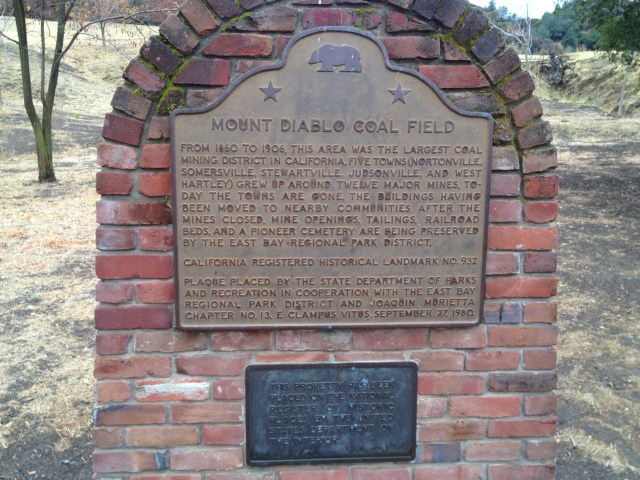 MOUNT DIABLO COAL FIELD
FROM 1860 TO 1906, THIS AREA WAS THE LARGEST COAL
MINING DISTRICT IN CALIFORNIA. FIVE TOWNS (NORTONVILLE,
SOMERSVILLE, STEWARTVILLE, JUDSONVILLE, AND WEST
HARTLEY) GREW UP AROUND TWELVE MAJOR MINES. TO-
DAY THE TOWNS ARE GONE, THE BUILDINGS HAVING
BEEN MOVED TO NEARBY COMMUNITIES AFTER THE
MINES CLOSED. MINE OPENINGS, TAILINGS, RAILROAD
BEDS, AND A PIONEER CEMETERY ARE BEING PRESERVED
BY THE EAST BAY REGIONAL PARK DISTRICT.
CALIFORNIA REGISTERED HISTORICAL LANDMARK NO. 932
PLAQUE PLACED BY THE STATE DEPARTMENT OF PARKS
AND RECREATION IN COOPERATION WITH THE EAST BAY
REGIONAL PARK DISTRICT AND JOAQUIN MURIETTA
CHAPTER NO. 13, E CLAMPUS VITUS, SEPTEMBER 27, 1980.
THIS PROPERTY HAS BEEN
PLACED ON THE NATIONAL
REGISTER OF HISTORIC
PLACES
DEPARTMENT OF
THE INTERIOR